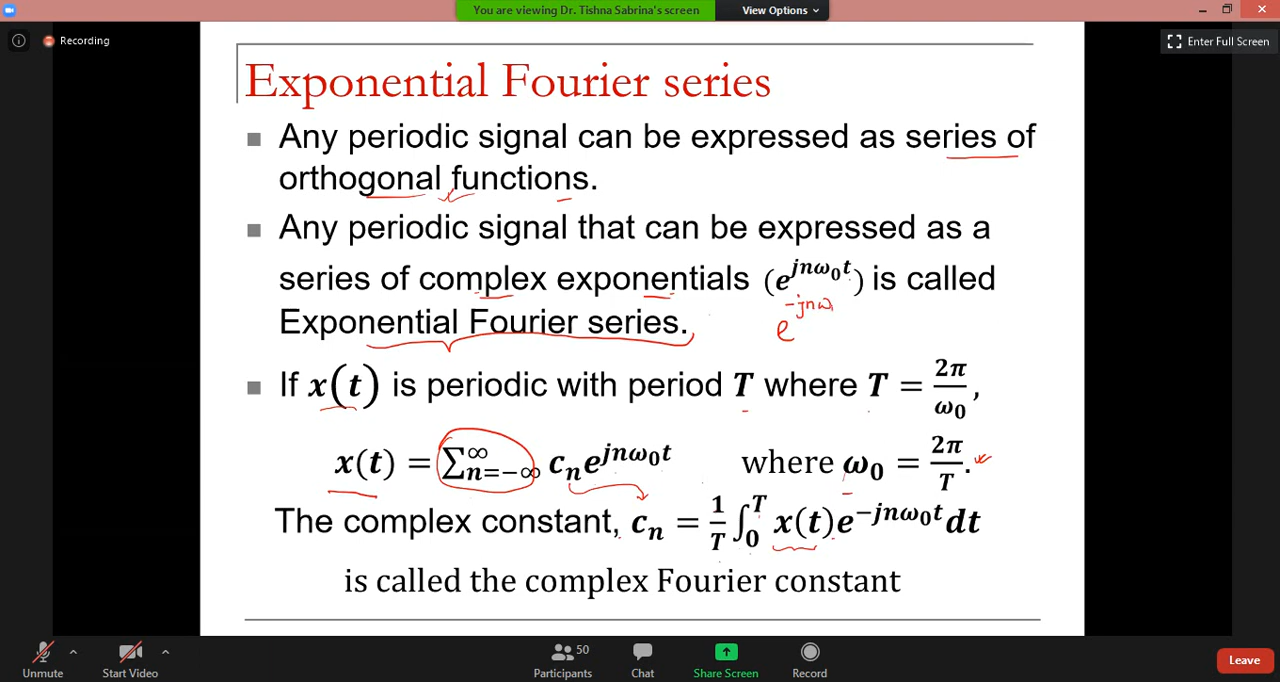 You are viewing Dr. Tishna Sabrina's screen View Options
Recording
Enter Full Screen
Exponential Fourier series
■ Any periodic signal can be expressed as series of
orthogonal functions.
■ Any periodic signal that can be expressed as a
series of complex exponentials (e^{jnω₀t}) is called
e^{-jnω}
Exponential Fourier series.
■ If x(t) is periodic with period T where T = 2π/ω₀,
x(t) = ∑_{n=−∞}^{∞} c_n e^{jnω₀t} where ω₀ = 2π/T.
The complex constant, c_n = 1/T ∫_0^T x(t)e^{−jnω₀t}dt
is called the complex Fourier constant
50
Unmute Start Video Participants Chat Share Screen Record Leave